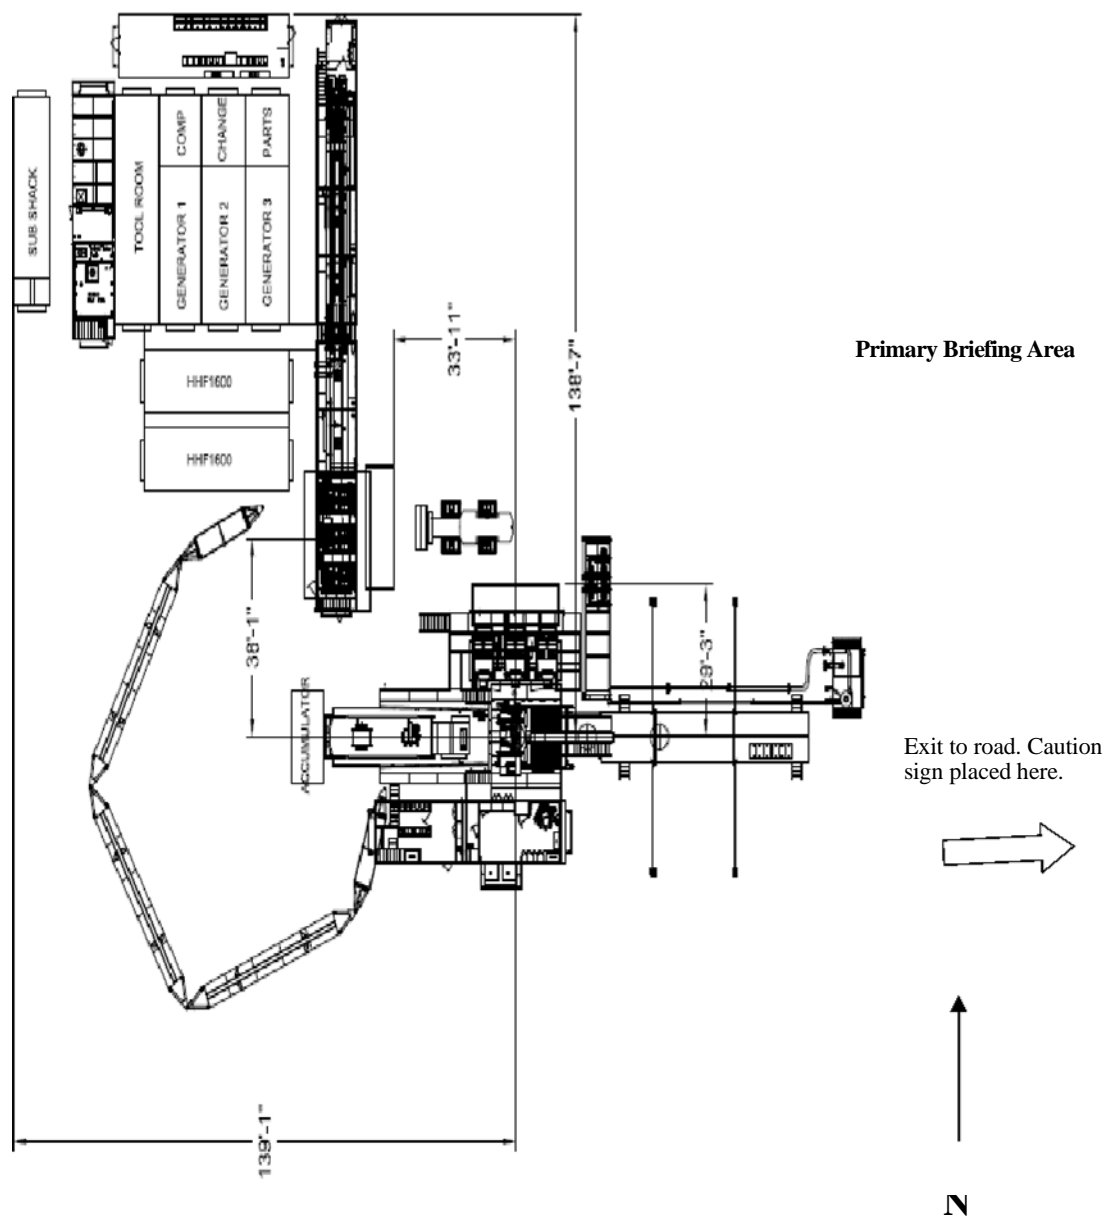 SUB SHACK
TOOL ROOM
COMP
CHANGE
PARTS
GENERATOR 1
GENERATOR 2
GENERATOR 3
HHF1600
HHF1600
33'-11"
138'-7"
Primary Briefing Area
38'-1"
29'-3"
ACCUMULATOR
Exit to road. Caution
sign placed here.
139'-1"
N